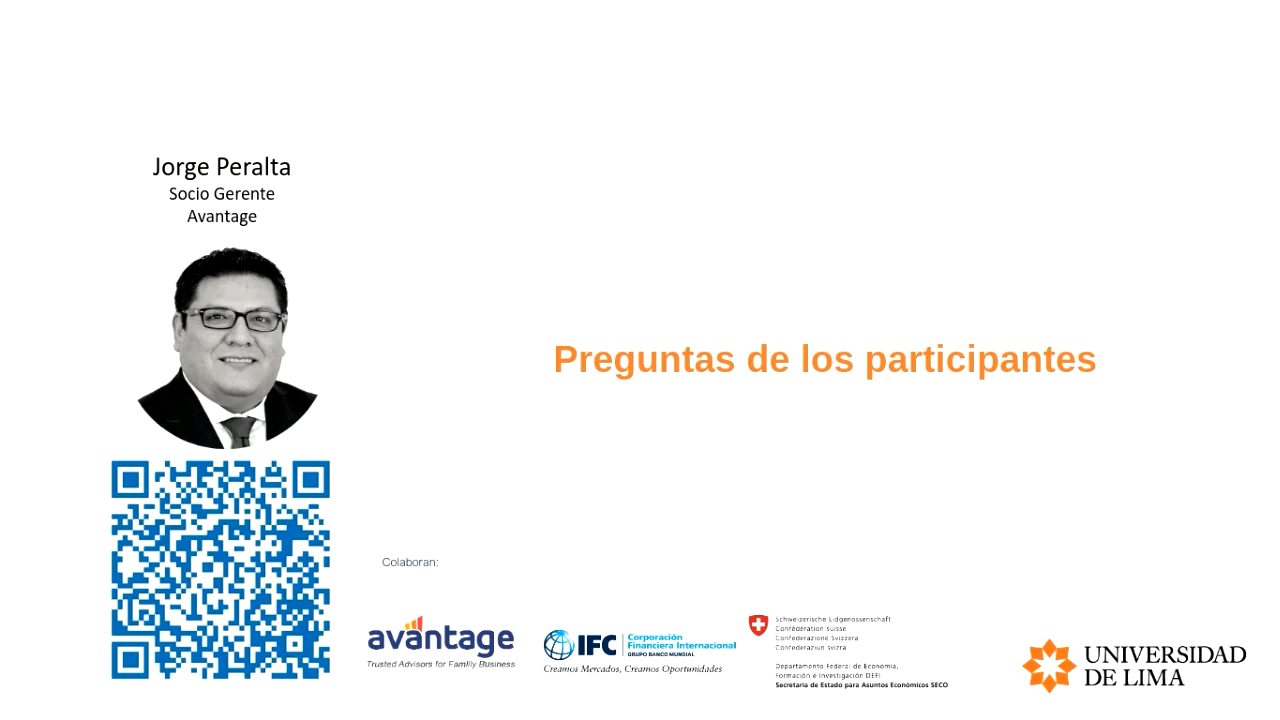 Jorge Peralta
Socio Gerente
Avantage
Preguntas de los participantes
Colaboran:
avantage
Trusted Advisors for Family Business
IFC
Corporación
Financiera Internacional
GRUPO BANCO MUNDIAL
Creamos Mercados, Creamos Oportunidades
Schweizerische Eidgenossenschaft
Confédération suisse
Confederazione Svizzera
Confederaziun svizra
Departamento Federal de Economía,
Formación e Investigación DEFI
Secretaría de Estado para Asuntos Económicos SECO
UNIVERSIDAD
DE LIMA